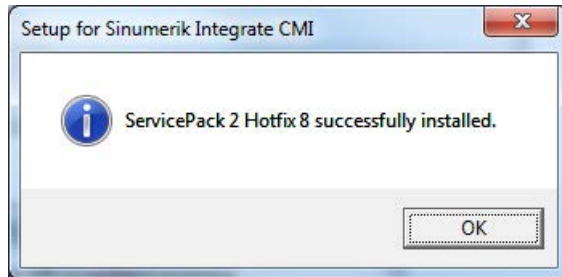 Setup for Sinumerik Integrate CMI
ServicePack 2 Hotfix 8 successfully installed.
OK